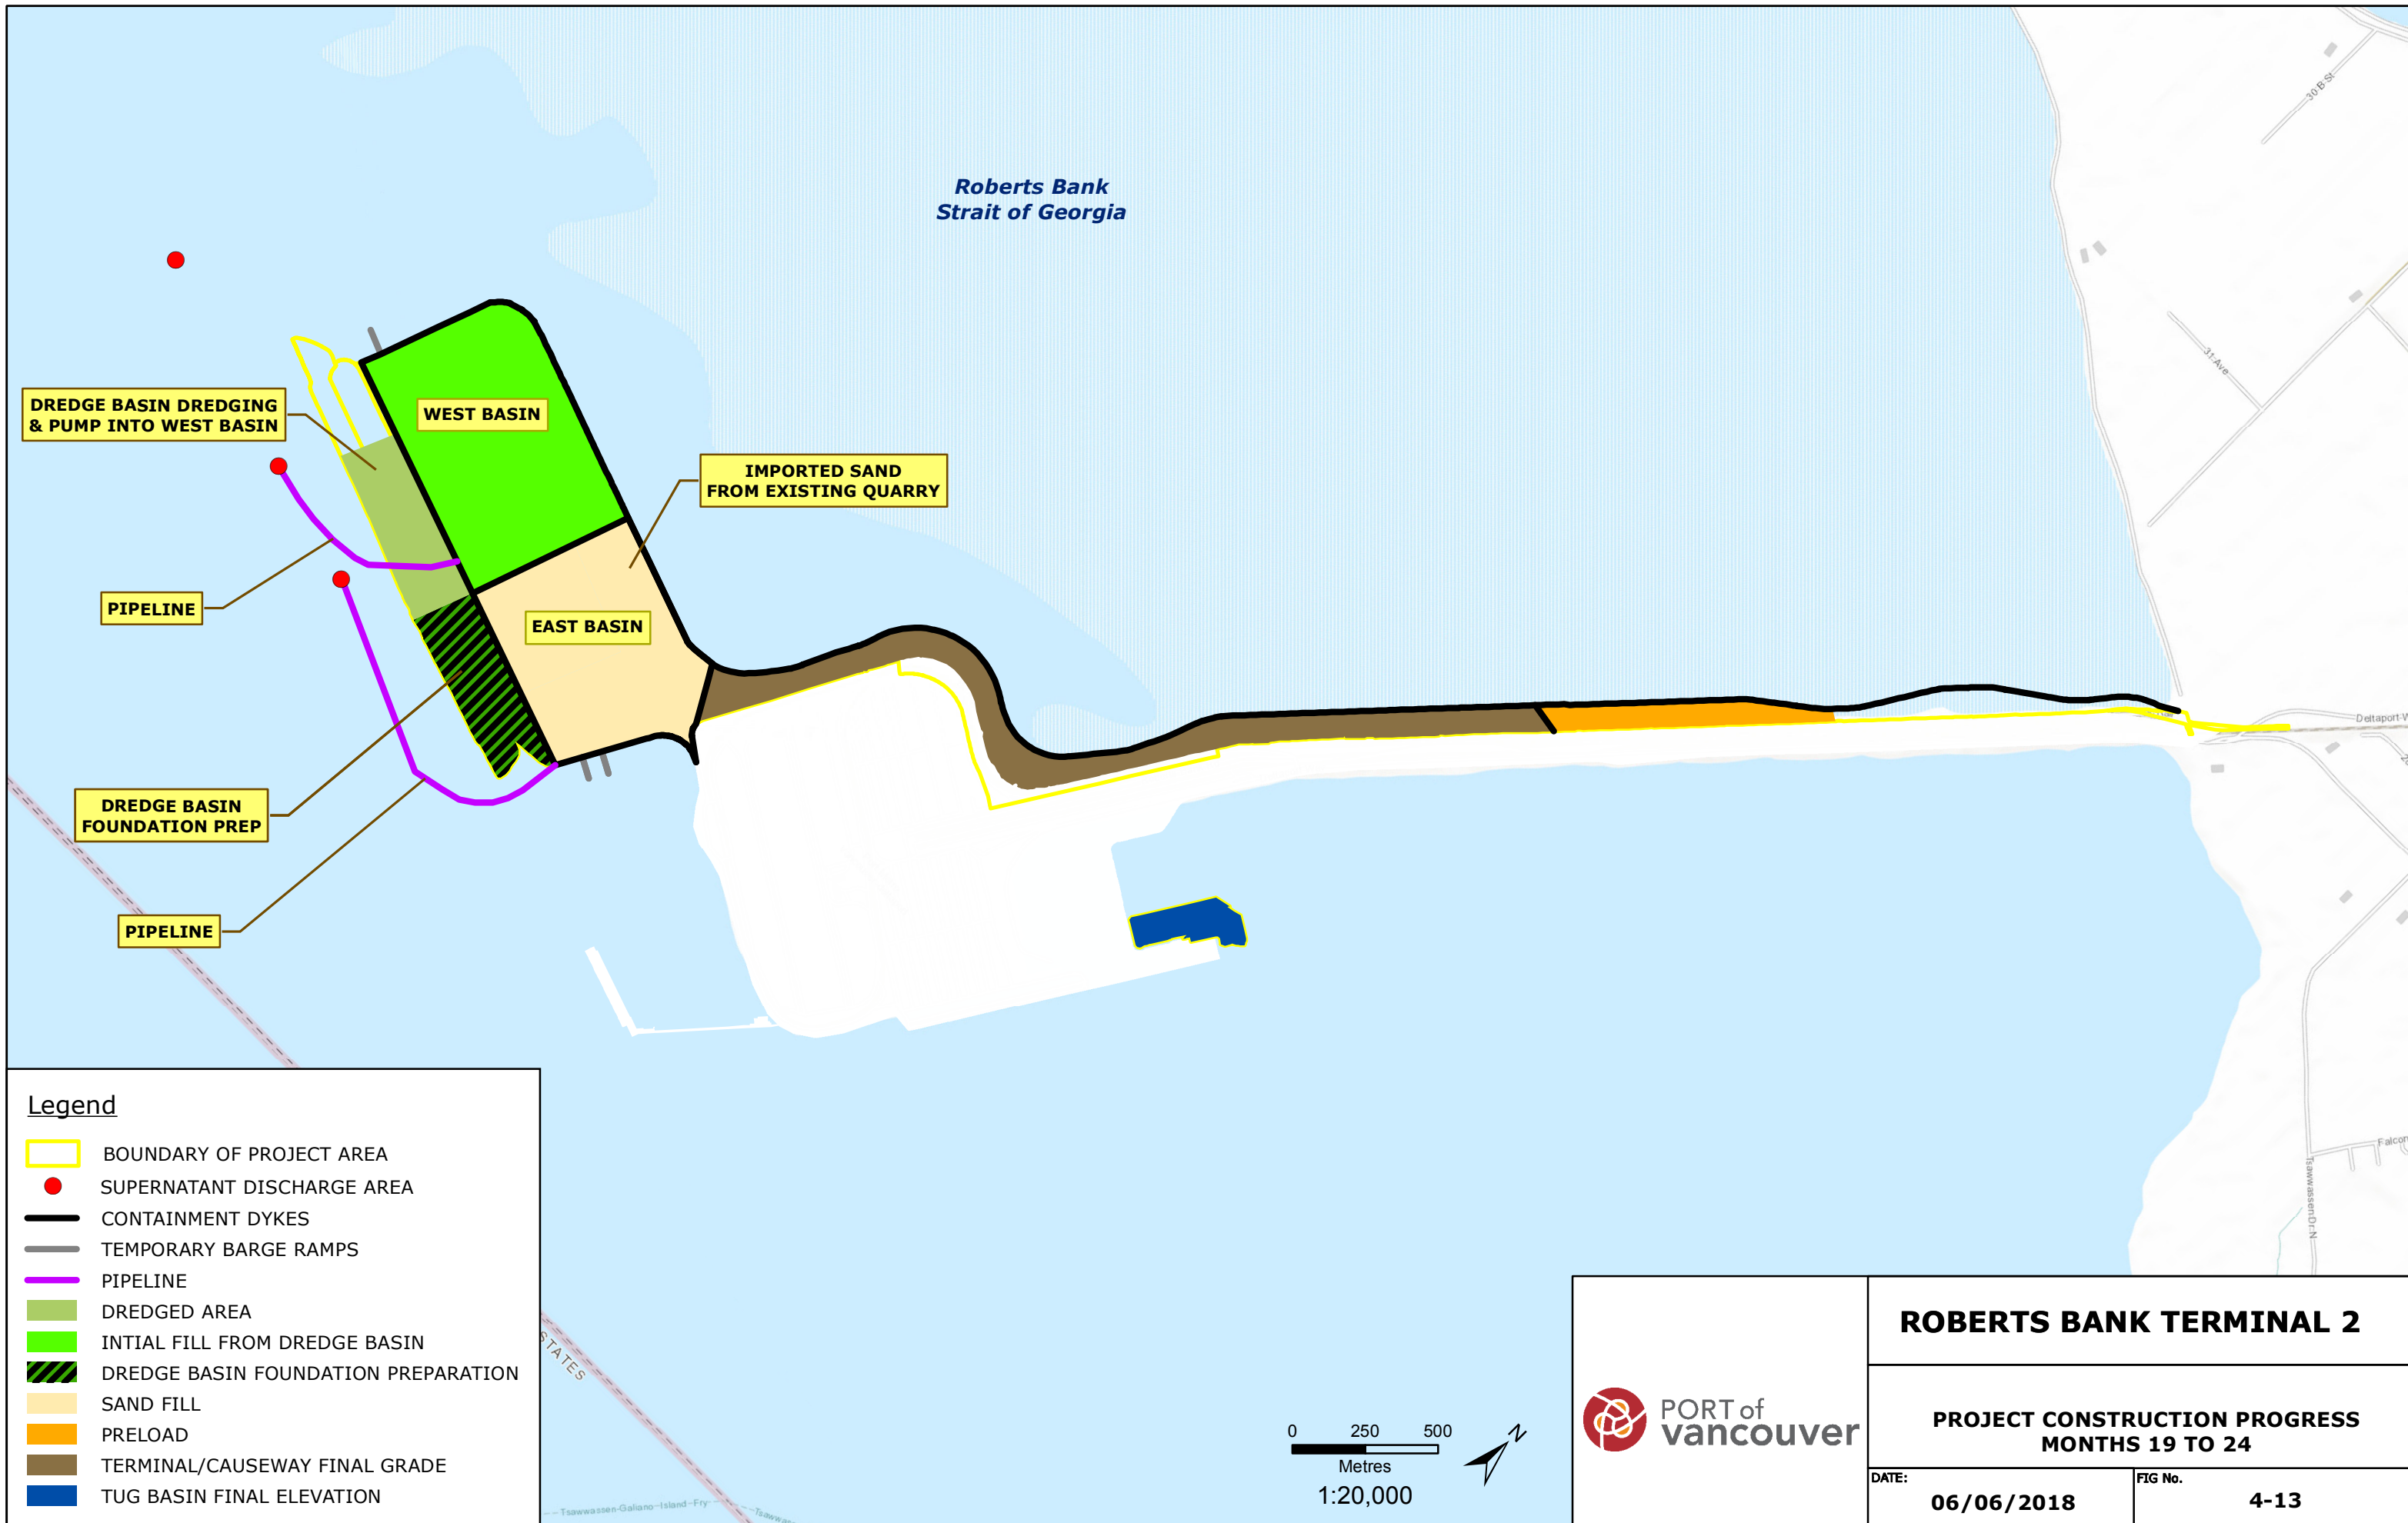 30 B St
Roberts Bank
Strait of Georgia
31 Ave
DREDGE BASIN DREDGING
& PUMP INTO WEST BASIN
WEST BASIN
IMPORTED SAND
FROM EXISTING QUARRY
PIPELINE
EAST BASIN
Deltaport W
DREDGE BASIN
FOUNDATION PREP
PIPELINE
Falcon
Tsawwassen Dr N
STATES
Tsawwassen-Galiano-Island-Fry
Legend
BOUNDARY OF PROJECT AREA
SUPERNATANT DISCHARGE AREA
CONTAINMENT DYKES
TEMPORARY BARGE RAMPS
PIPELINE
DREDGED AREA
INTIAL FILL FROM DREDGE BASIN
DREDGE BASIN FOUNDATION PREPARATION
SAND FILL
PRELOAD
TERMINAL/CAUSEWAY FINAL GRADE
TUG BASIN FINAL ELEVATION
0 250 500
Metres
1:20,000
N
PORT of
vancouver
ROBERTS BANK TERMINAL 2
PROJECT CONSTRUCTION PROGRESS
MONTHS 19 TO 24
DATE:
06/06/2018
FIG No.
4-13